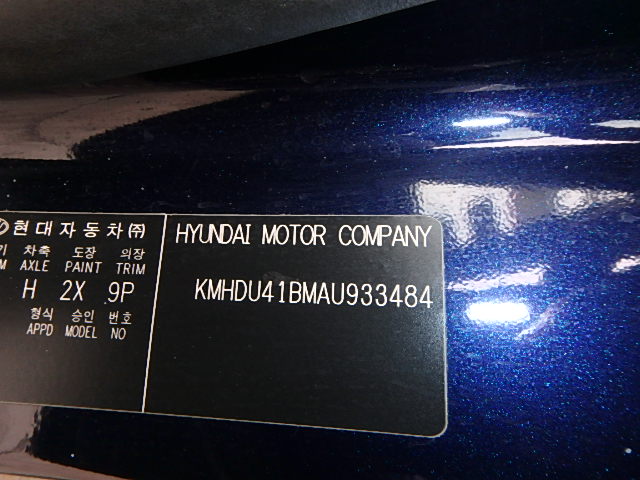 현대자동차㈜
차축 도장 의장
AXLE PAINT TRIM
H 2X 9P
형식 승인 번호
APPD MODEL NO
HYUNDAI MOTOR COMPANY
KMHDU41BMAU933484